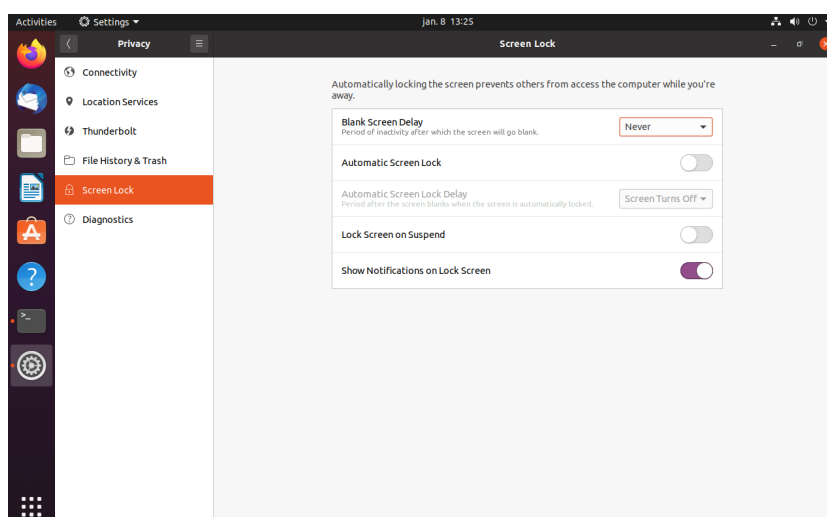 Activities
Settings
jan. 8 13:25
Privacy
Screen Lock
Connectivity
Location Services
Thunderbolt
File History & Trash
Screen Lock
Diagnostics
Automatically locking the screen prevents others from access the computer while you're
away.
Blank Screen Delay
Period of inactivity after which the screen will go blank.
Never
Automatic Screen Lock
Automatic Screen Lock Delay
Period after the screen blanks when the screen is automatically locked.
Screen Turns Off
Lock Screen on Suspend
Show Notifications on Lock Screen